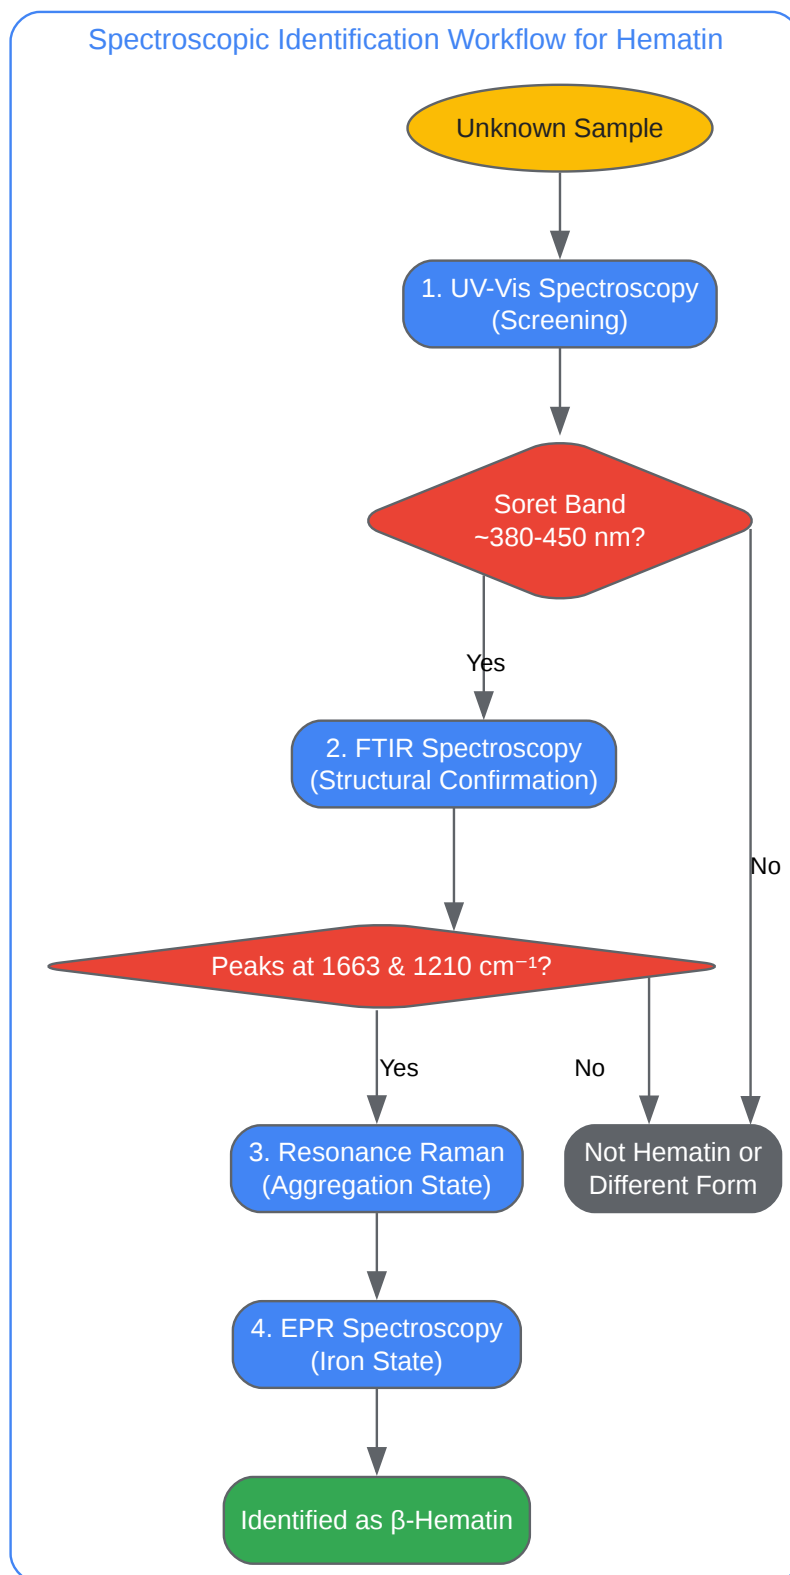 Spectroscopic Identification Workflow for Hematin
Unknown Sample
1. UV-Vis Spectroscopy
(Screening)
Soret Band
~380-450 nm?
Yes
2. FTIR Spectroscopy
(Structural Confirmation)
No
Peaks at 1663 & 1210 cm⁻¹?
Yes
No
3. Resonance Raman
(Aggregation State)
Not Hematin or
Different Form
4. EPR Spectroscopy
(Iron State)
Identified as β-Hematin